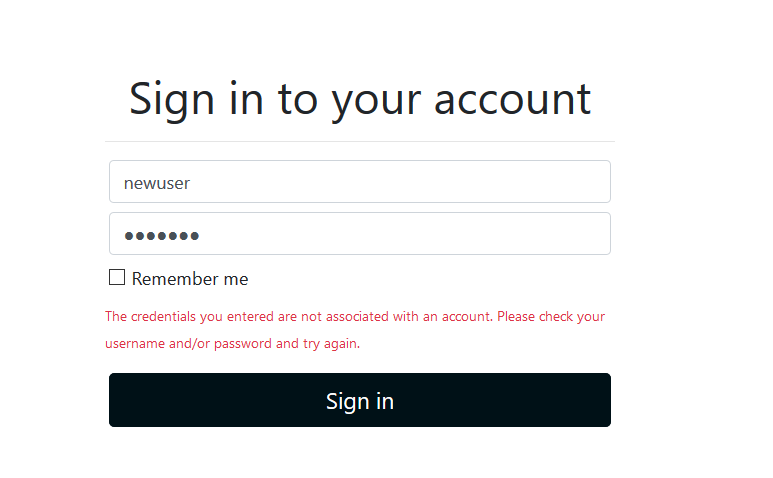 Sign in to your account
newuser
●●●●●●●
Remember me
The credentials you entered are not associated with an account. Please check your
username and/or password and try again.
Sign in